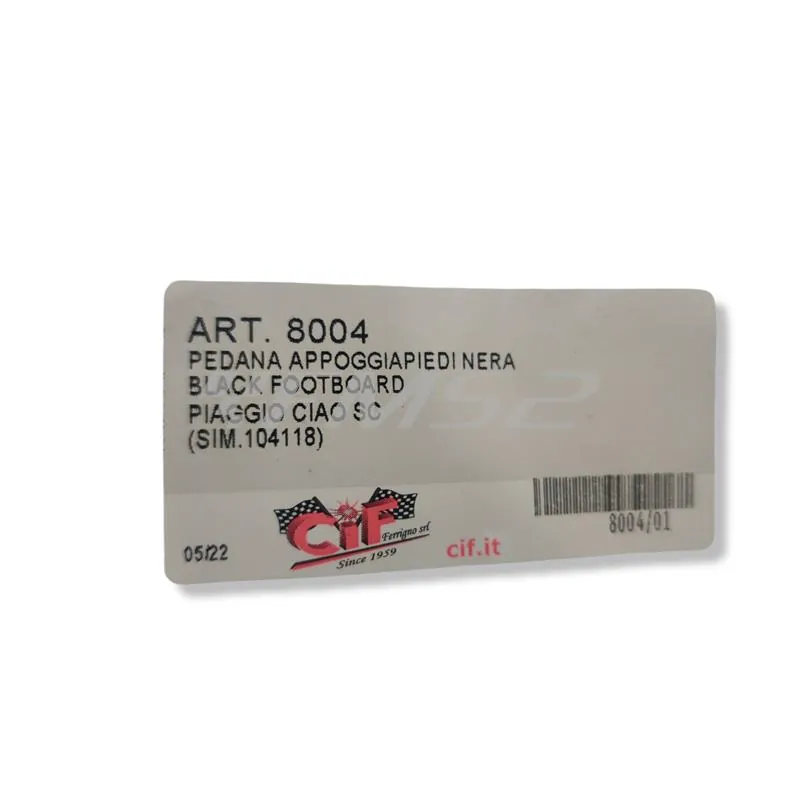 ART. 8004
PEDANA APPOGGIAPIEDI NERA
BLACK FOOTBOARD
PIAGGIO CIAO SC
(SIM.104118)
05/22
CiF
Ferrigno srl
Since 1959
cif.it
8004/01